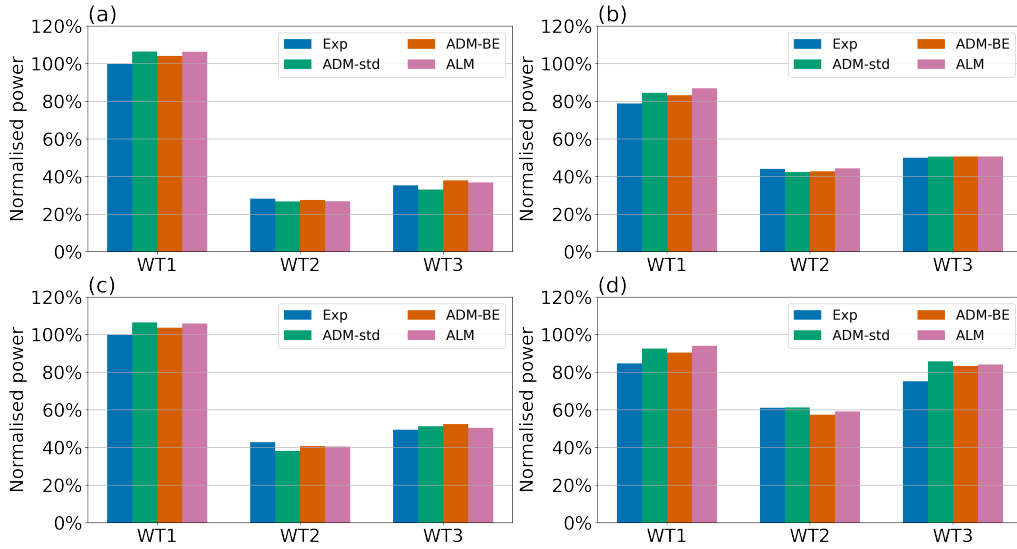 (a)
Normalised power
120%
100%
80%
60%
40%
20%
0%
Exp
ADM-std
ADM-BE
ALM
WT1 WT2 WT3
(b)
Normalised power
120%
100%
80%
60%
40%
20%
0%
Exp
ADM-std
ADM-BE
ALM
WT1 WT2 WT3
(c)
Normalised power
120%
100%
80%
60%
40%
20%
0%
Exp
ADM-std
ADM-BE
ALM
WT1 WT2 WT3
(d)
Normalised power
120%
100%
80%
60%
40%
20%
0%
Exp
ADM-std
ADM-BE
ALM
WT1 WT2 WT3